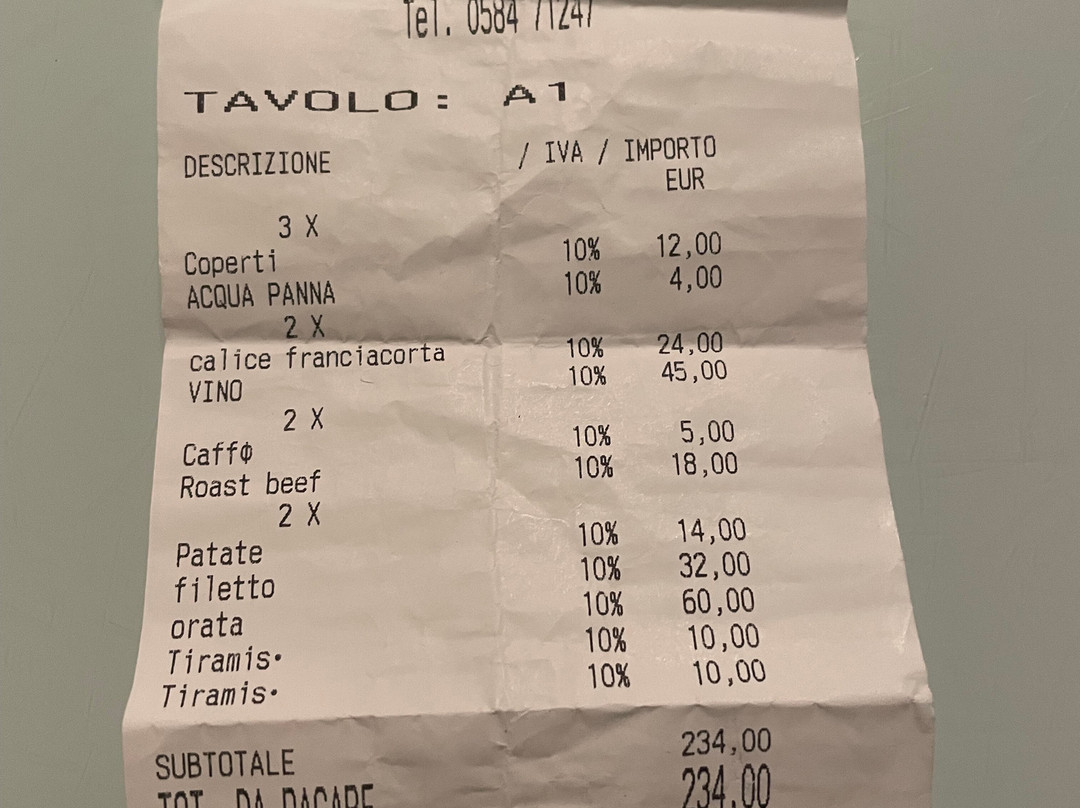 Tel. 0584 71247
TAVOLO: A1
DESCRIZIONE / IVA / IMPORTO
EUR
3 X
Coperti 10% 12,00
ACQUA PANNA 10% 4,00
2 X
calice franciacorta 10% 24,00
VINO 10% 45,00
2 X
Caffφ 10% 5,00
Roast beef 10% 18,00
2 X
Patate 10% 14,00
filetto 10% 32,00
orata 10% 60,00
Tiramis· 10% 10,00
Tiramis· 10% 10,00
SUBTOTALE 234,00
TOT. DA PAGARE 234,00